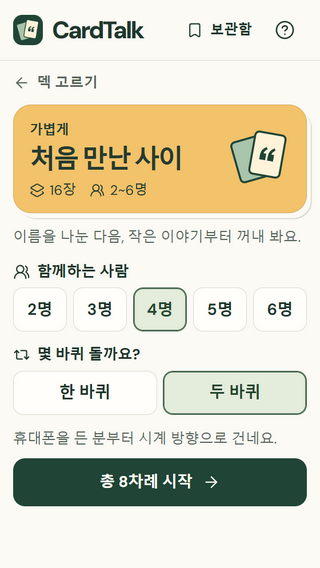 CardTalk
보관함
덱 고르기
가볍게
처음 만난 사이
16장 2~6명
이름을 나눈 다음, 작은 이야기부터 꺼내 봐요.
함께하는 사람
2명 3명 4명 5명 6명
몇 바퀴 돌까요?
한 바퀴 두 바퀴
휴대폰을 든 분부터 시계 방향으로 건네요.
총 8차례 시작 →